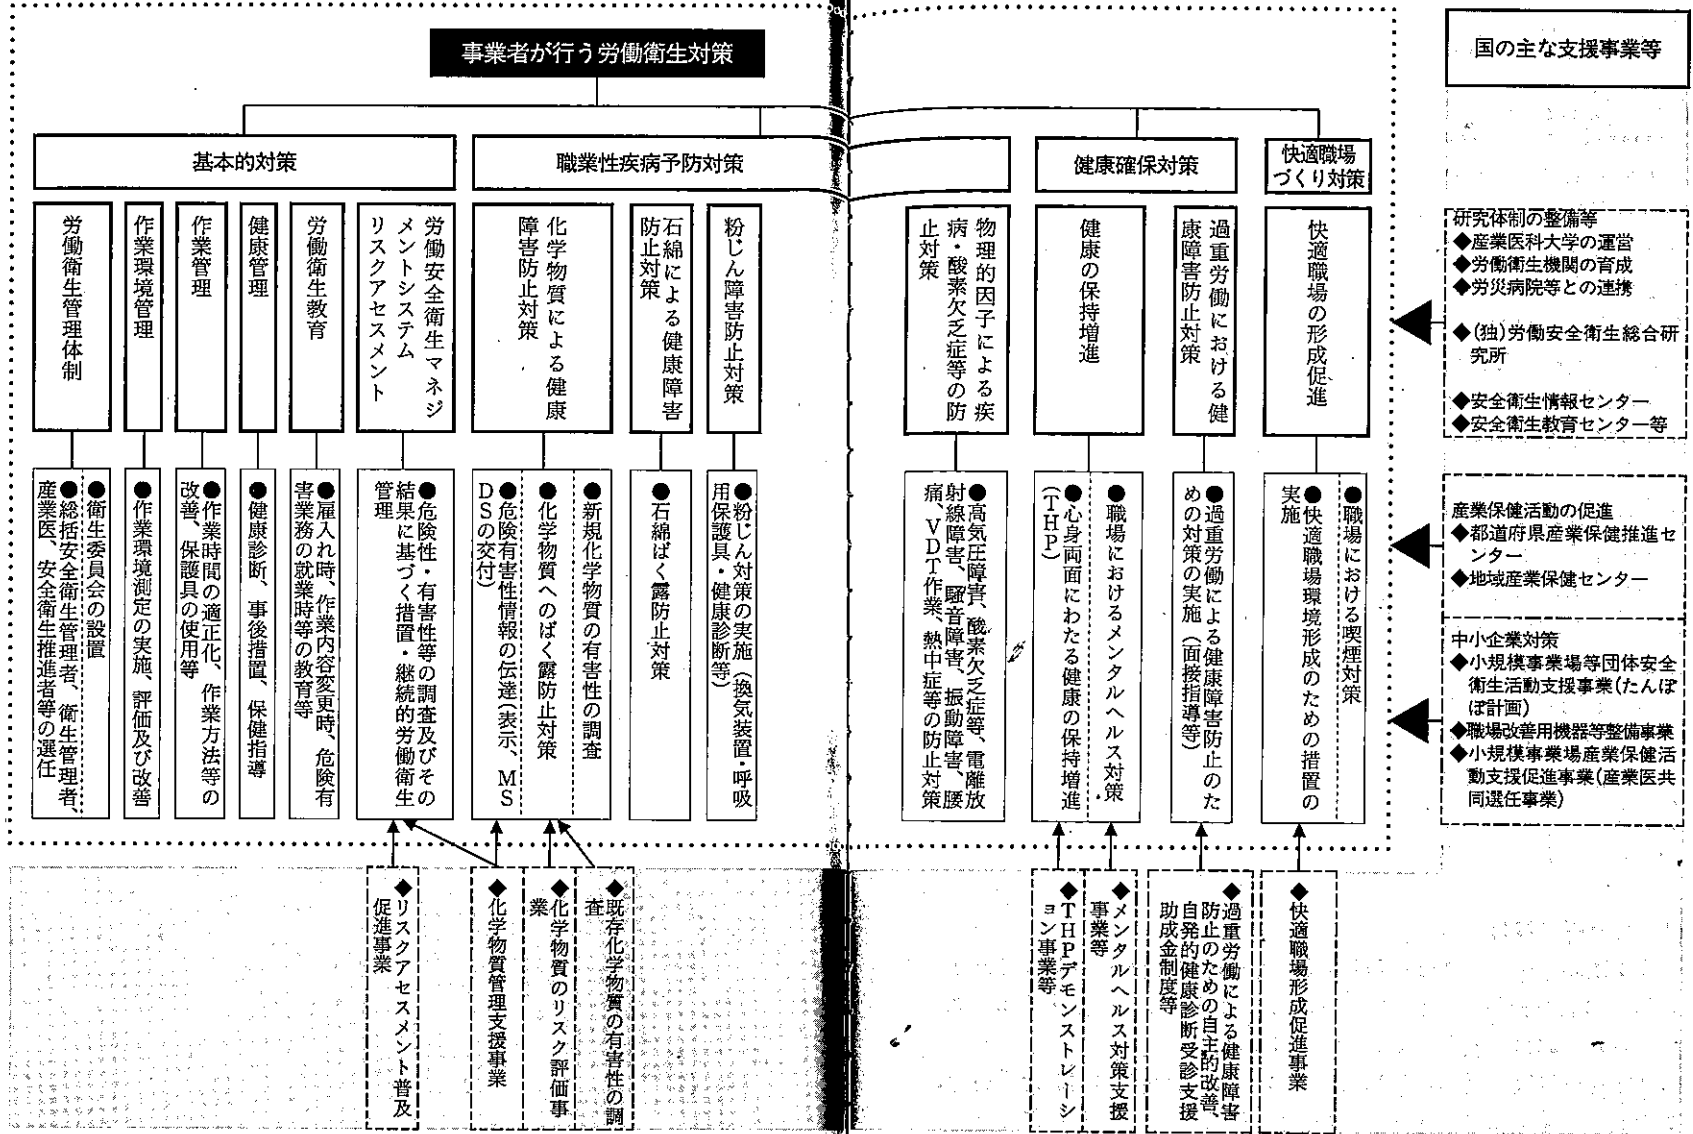 事業者が行う労働衛生対策
国の主な支援事業等
基本的対策
職業性疾病予防対策
健康確保対策
快適職場
づくり対策
労働衛生管理体制
作業環境管理
作業管理
健康管理
労働衛生教育
労働安全衛生マネジ
メントシステム
リスクアセスメント
化学物質による健康
障害防止対策
石綿による健康障害
防止対策
粉じん障害防止対策
物理的因子による疾
病・酸素欠乏症等の防
止対策
健康の保持増進
過重労働における健
康障害防止対策
快適職場の形成促進
●衛生委員会の設置
●総括安全衛生管理者、衛生管理者、
産業医、安全衛生推進者等の選任
●作業環境測定の実施、評価及び改善
●作業時間の適正化、作業方法等の
改善、保護具の使用等
●健康診断、事後措置、保健指導
●雇入れ時、作業内容変更時、危険有
害業務の就業時等の教育等
●危険性・有害性等の調査及びその
結果に基づく措置・継続的労働衛生
管理
●新規化学物質の有害性の調査
●化学物質へのばく露防止対策
●危険有害性情報の伝達(表示、MS
DSの交付)
●石綿ばく露防止対策
●粉じん対策の実施(換気装置・呼吸
用保護具・健康診断等)
●高気圧障害、酸素欠乏症等、電離放
射線障害、騒音障害、振動障害、腰
痛、VDT作業、熱中症等の防止対策
●職場におけるメンタルヘルス対策
●心身両面にわたる健康の保持増進
(THP)
●過重労働による健康障害防止のた
めの対策の実施(面接指導等)
●職場における喫煙対策
●快適職場環境形成のための措置の
実施
研究体制の整備等
◆産業医科大学の運営
◆労働衛生機関の育成
◆労災病院等との連携
◆(独)労働安全衛生総合研
究所
◆安全衛生情報センター
◆安全衛生教育センター等
産業保健活動の促進
◆都道府県産業保健推進セ
ンター
◆地域産業保健センター
中小企業対策
◆小規模事業場等団体安全
衛生活動支援事業(たんぽ
ぽ計画)
◆職場改善用機器等整備事業
◆小規模事業場産業保健活
動支援促進事業(産業医共
同選任事業)
◆リスクアセスメント普及
促進事業
◆化学物質管理支援事業
◆化学物質のリスク評価事
業
◆既存化学物質の有害性の調
査
◆THPデモンストレーシ
ョン事業等
◆メンタルヘルス対策支援
事業等
◆過重労働による健康障害
防止のための自主的改善、
自発的健康診断受診支援
助成金制度等
◆快適職場形成促進事業